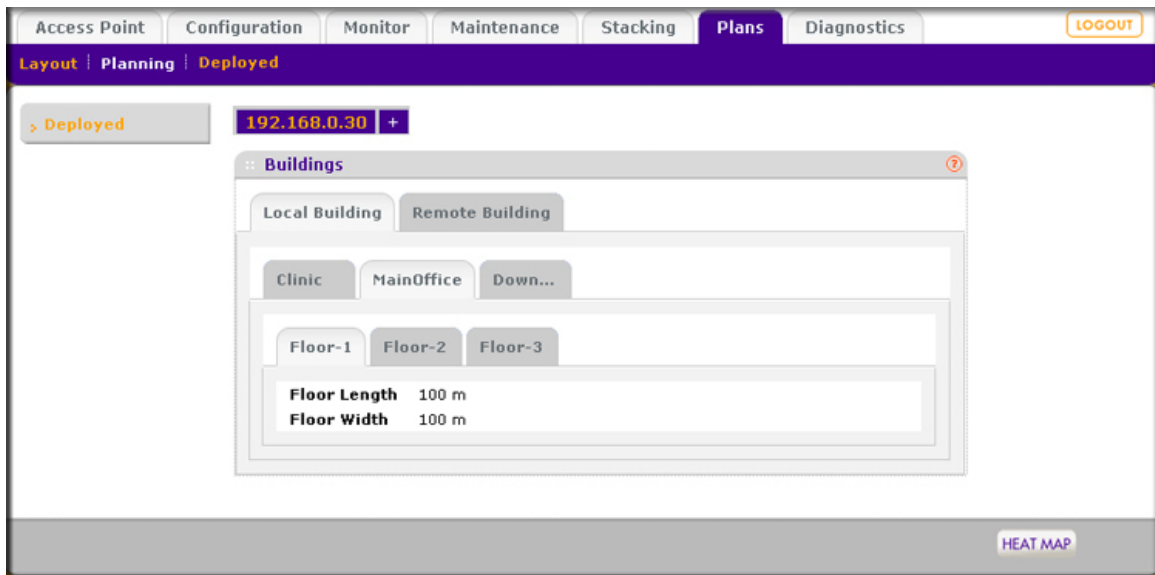 Access Point Configuration Monitor Maintenance Stacking Plans Diagnostics LOGOUT
Layout Planning Deployed
Deployed
192.168.0.30 +
Buildings ?
Local Building Remote Building
Clinic MainOffice Down...
Floor-1 Floor-2 Floor-3
Floor Length 100 m
Floor Width 100 m
HEAT MAP